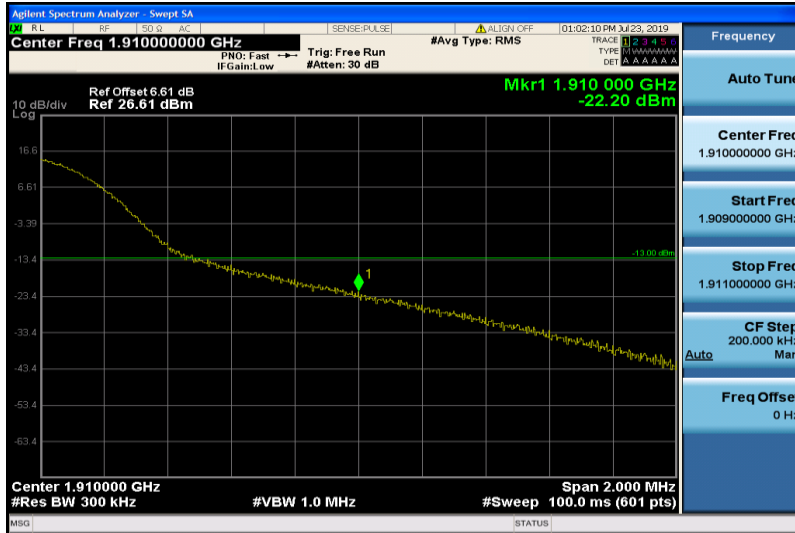 Agilent Spectrum Analyzer - Swept SA
LXI RL RF 50 Ω AC SENSE:PULSE ALIGN OFF 01:02:10 PM Jul 23, 2019
Center Freq 1.910000000 GHz
PNO: Fast
IFGain:Low
Trig: Free Run
#Atten: 30 dB
#Avg Type: RMS
TRACE 1 2 3 4 5 6
TYPE M WWWWW
DET A A A A A A
Ref Offset 6.61 dB
Ref 26.61 dBm
10 dB/div
Log
Mkr1 1.910 000 GHz
-22.20 dBm
16.6
6.61
-3.39
-13.4
-23.4
-33.4
-43.4
-53.4
-63.4
-13.00 dBm
1
Center 1.910000 GHz
Span 2.000 MHz
#Res BW 300 kHz
#VBW 1.0 MHz
#Sweep 100.0 ms (601 pts)
MSG
STATUS
Frequency
Auto Tune
Center Freq
1.910000000 GHz
Start Freq
1.909000000 GHz
Stop Freq
1.911000000 GHz
CF Step
200.000 kHz
Auto Man
Freq Offset
0 Hz